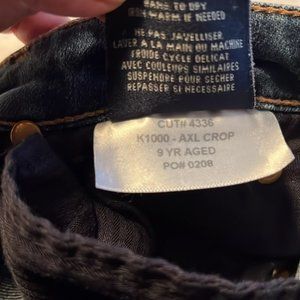 HANG TO DRY
IRON WARM IF NEEDED
NE PAS JAVELLISER
LAVER A LA MAIN OU MACHINE
FROIDE CYCLE DELICAT
AVEC COULEURS SIMILAIRES
SUSPENDRE POUR SECHER
REPASSER SI NECESSAIRE
CUT# 4336
K1000 - AXL CROP
9 YR AGED
PO# 0208